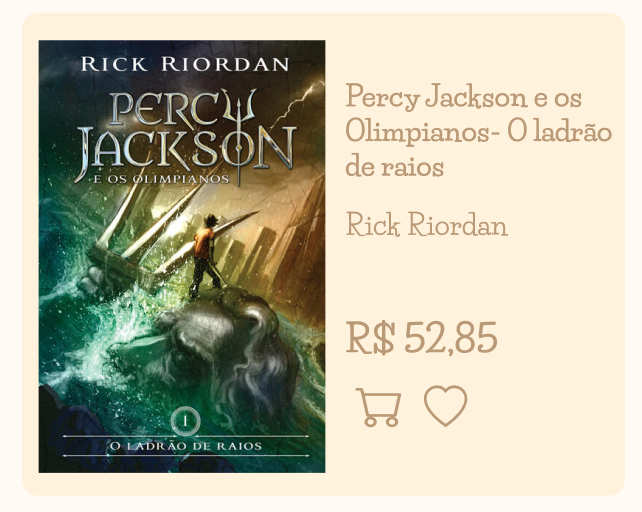 RICK RIORDAN
PERCY
JACKSON
E OS OLIMPIANOS
1
O LADRÃO DE RAIOS
Percy Jackson e os
Olimpianos- O ladrão
de raios
Rick Riordan
R$ 52,85